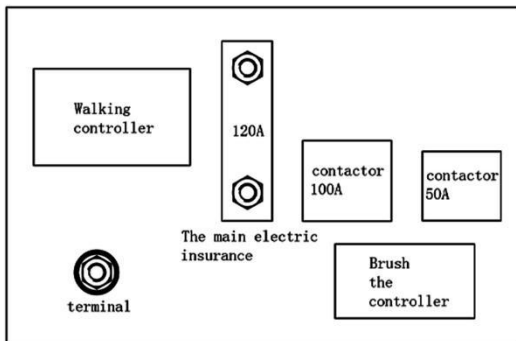 Walking
controller
120A
contactor
100A
contactor
50A
The main electric
insurance
Brush
the
controller
terminal